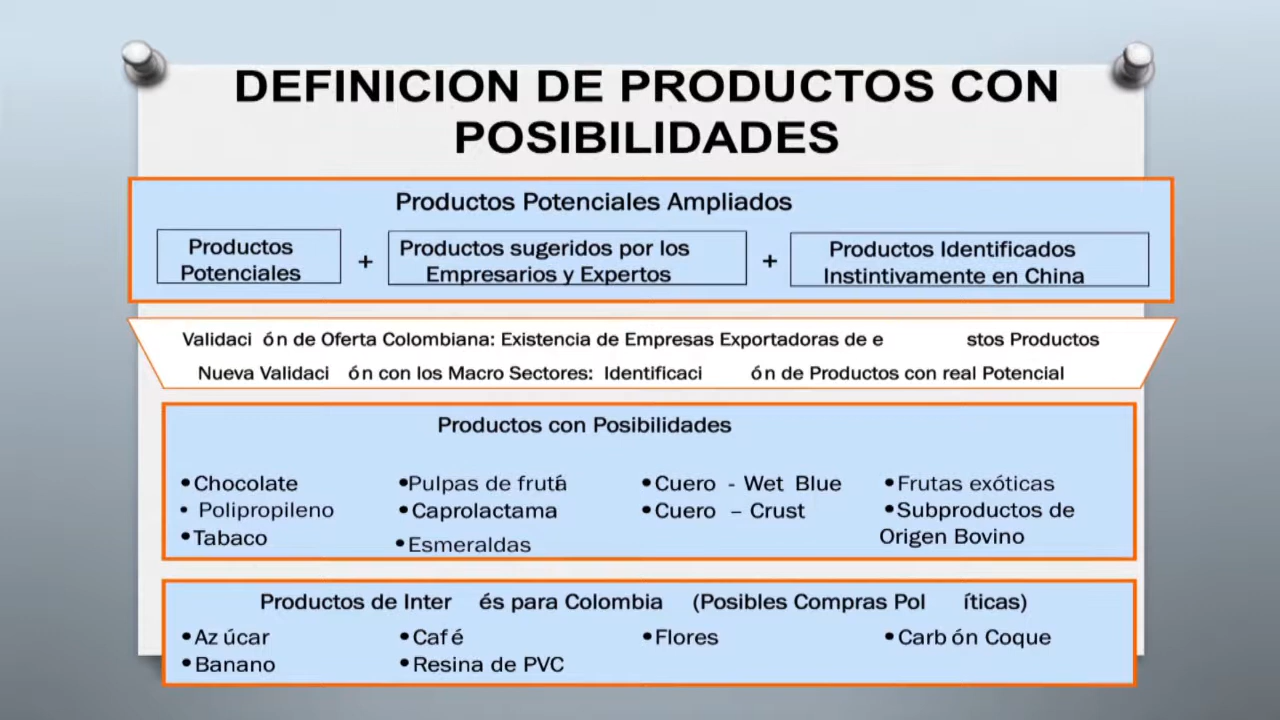 DEFINICION DE PRODUCTOS CON
POSIBILIDADES
Productos Potenciales Ampliados
Productos
Potenciales
+
Productos sugeridos por los
Empresarios y Expertos
+
Productos Identificados
Instintivamente en China
Validaci ón de Oferta Colombiana: Existencia de Empresas Exportadoras de e stos Productos
Nueva Validaci ón con los Macro Sectores: Identificaci ón de Productos con real Potencial
Productos con Posibilidades
•Chocolate •Pulpas de frutá •Cuero - Wet Blue •Frutas exóticas
• Polipropileno •Caprolactama •Cuero – Crust •Subproductos de
•Tabaco •Esmeraldas Origen Bovino
Productos de Inter és para Colombia (Posibles Compras Pol íticas)
•Az úcar •Caf é •Flores •Carb ón Coque
•Banano •Resina de PVC